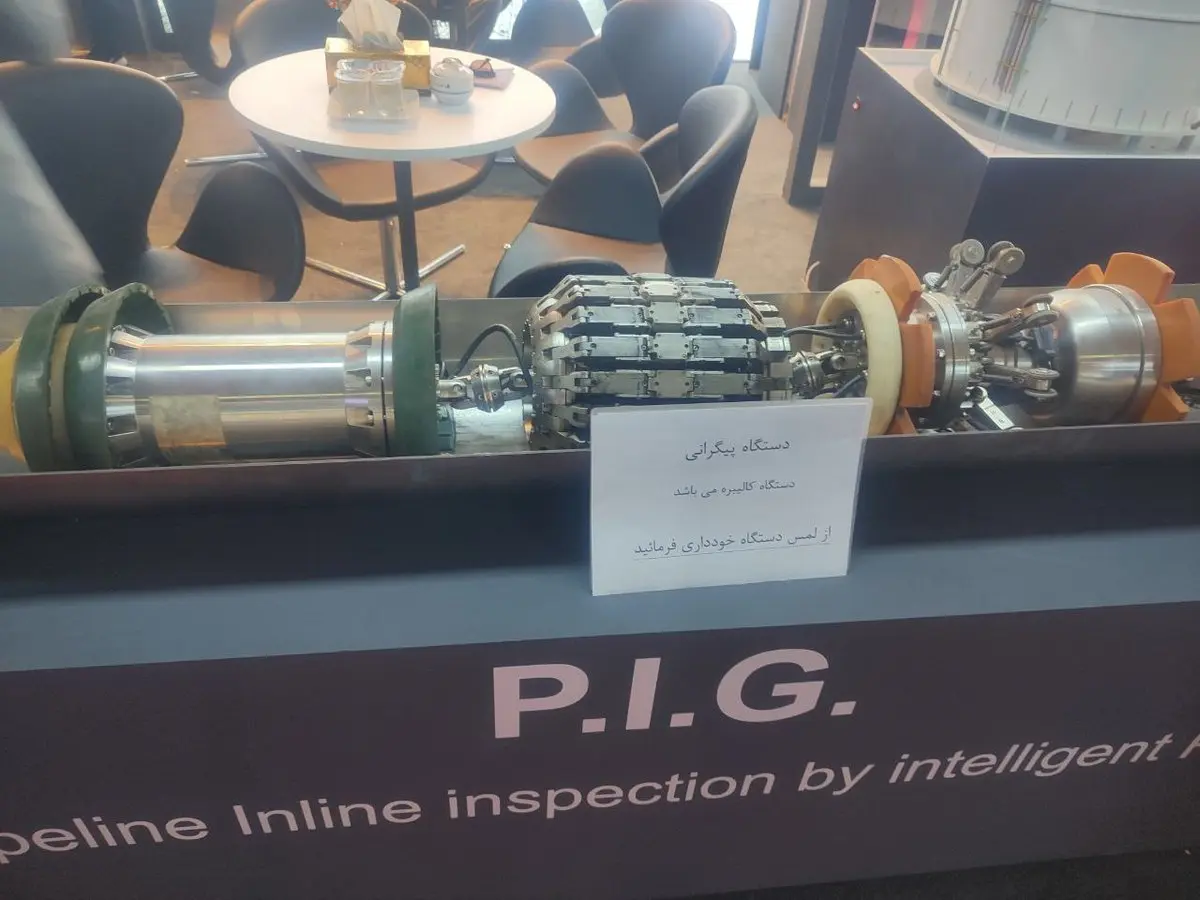 دستگاه پیگرانی
دستگاه کالیبره می باشد
از لمس دستگاه خودداری فرمائید
P.I.G.
peline Inline inspection by intelligent